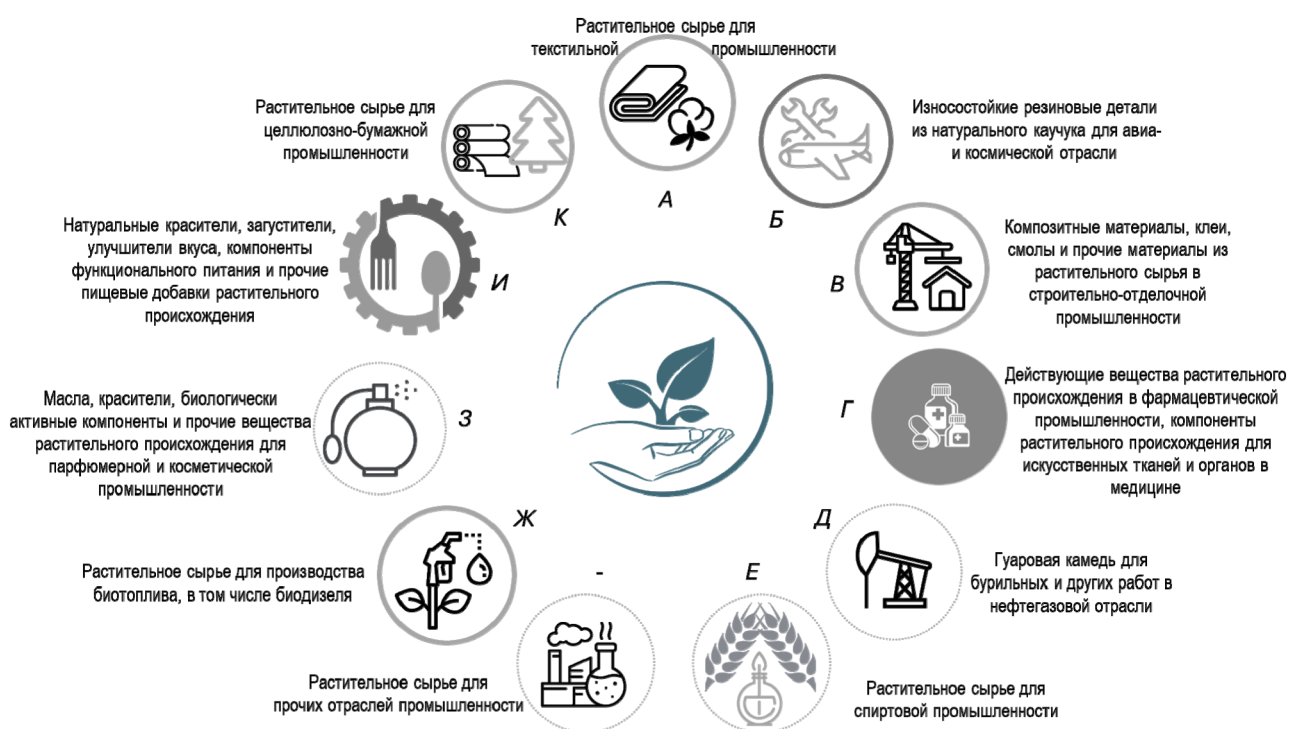 Растительное сырье для
текстильной промышленности
А
Износостойкие резиновые детали
из натурального каучука для авиа-
и космической отрасли
Б
Композитные материалы, клеи,
смолы и прочие материалы из
растительного сырья в
строительно-отделочной
промышленности
В
Действующие вещества растительного
происхождения в фармацевтической
промышленности, компоненты
растительного происхождения для
искусственных тканей и органов в
медицине
Г
Гуаровая камедь для
бурильных и других работ в
нефтегазовой отрасли
Д
Растительное сырье для
спиртовой промышленности
Е
Растительное сырье для
прочих отраслей промышленности
-
Растительное сырье для производства
биотоплива, в том числе биодизеля
Ж
Масла, красители, биологически
активные компоненты и прочие вещества
растительного происхождения для
парфюмерной и косметической
промышленности
З
Натуральные красители, загустители,
улучшители вкуса, компоненты
функционального питания и прочие
пищевые добавки растительного
происхождения
И
Растительное сырье для
целлюлозно-бумажной
промышленности
К